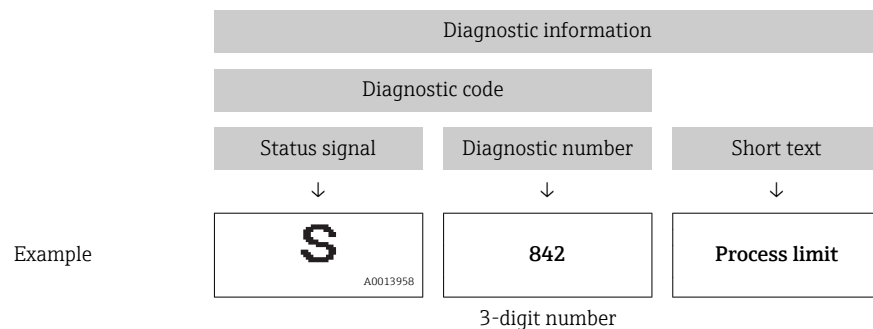 Diagnostic information
Diagnostic code
Status signal Diagnostic number Short text
↓ ↓ ↓
Example S 842 Process limit
A0013958
3-digit number